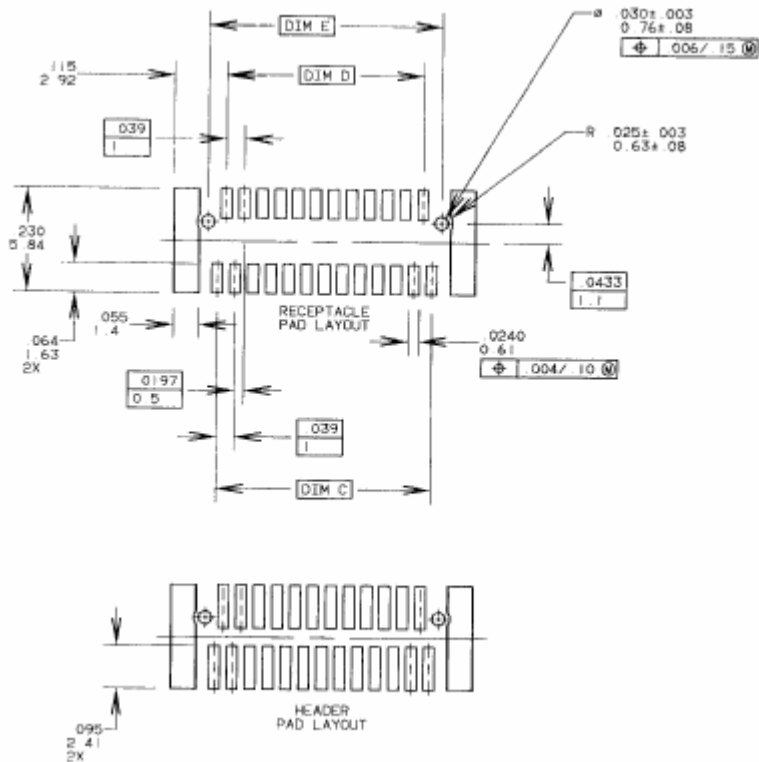 DIM E
ø .030±.003
0.76±.08
⌖ .006/.15 Ⓜ
.115
2.92
DIM D
.039
1
R .025±.003
0.63±.08
.230
5.84
.0433
1.1
RECEPTACLE
PAD LAYOUT
.055
1.4
.064
1.63
2X
.0240
0.61
⌖ .004/.10 Ⓜ
.0197
0.5
.039
1
DIM C
HEADER
PAD LAYOUT
.095
2.41
2X